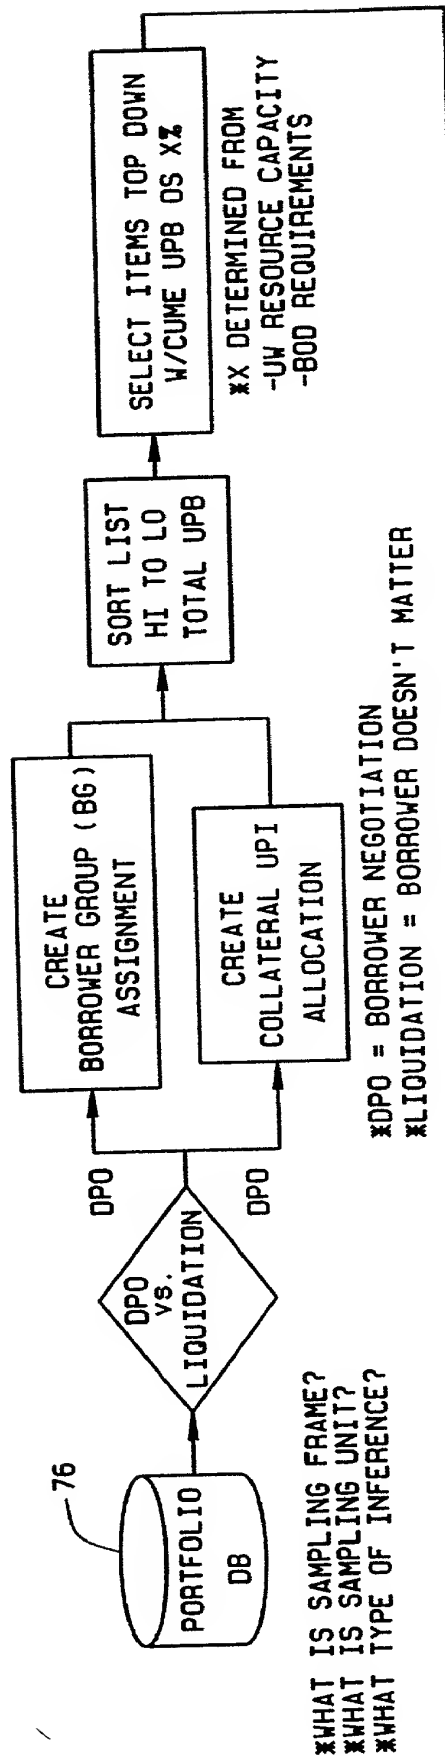 76
PORTFOLIO
DB
*WHAT IS SAMPLING FRAME?
*WHAT IS SAMPLING UNIT?
*WHAT TYPE OF INFERENCE?
DPO
vs.
LIQUIDATION
DPO
DPO
CREATE
BORROWER GROUP (BG)
ASSIGNMENT
CREATE
COLLATERAL UPI
ALLOCATION
*DPO = BORROWER NEGOTIATION
*LIQUIDATION = BORROWER DOESN'T MATTER
SORT LIST
HI TO LO
TOTAL UPB
SELECT ITEMS TOP DOWN
W/CUME UPB OS X%
*X DETERMINED FROM
-UW RESOURCE CAPACITY
-BOD REQUIREMENTS